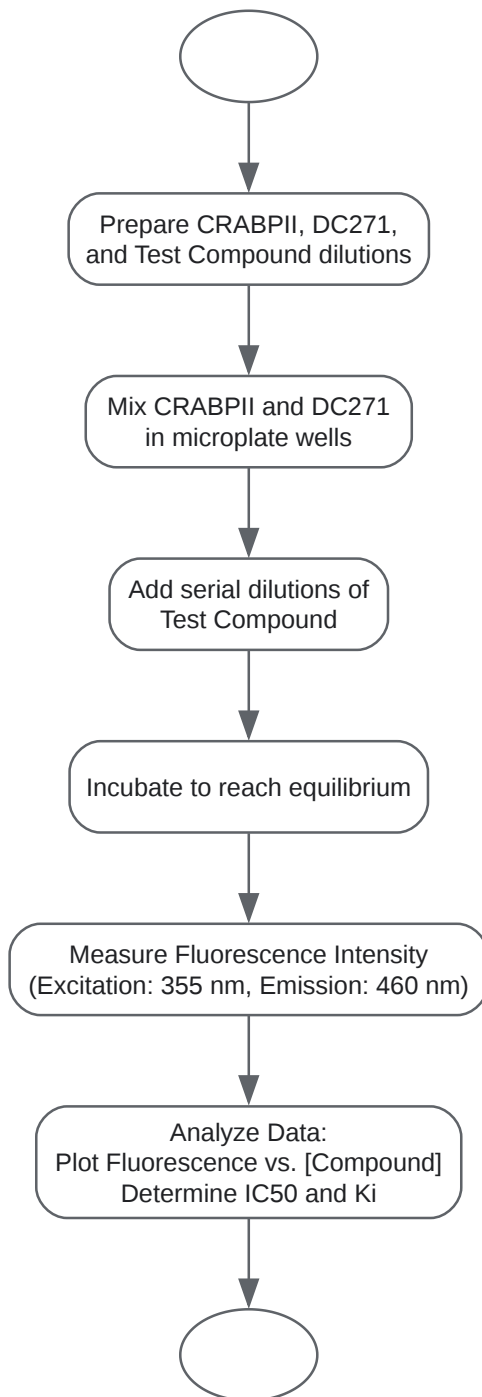 Prepare CRABPII, DC271,
and Test Compound dilutions
Mix CRABPII and DC271
in microplate wells
Add serial dilutions of
Test Compound
Incubate to reach equilibrium
Measure Fluorescence Intensity
(Excitation: 355 nm, Emission: 460 nm)
Analyze Data:
Plot Fluorescence vs. [Compound]
Determine IC50 and Ki